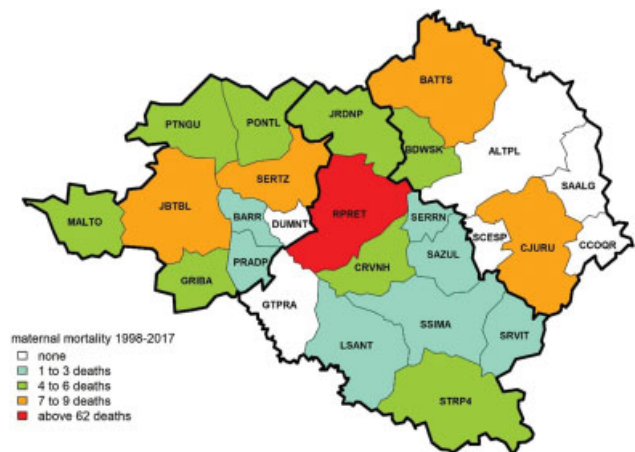 BATTS
PTNGU
PONTL
JRDNP
BDWSK
ALTPL
SERTZ
SAALG
JBTBL
MALTO
BARR
DUMNT
RPRET
SERRN
SCESP
CJURU
CCOQR
PRADP
CRVNH
SAZUL
GRIBA
GTPRA
SSIMA
SRVIT
LSANT
STRP4
maternal mortality 1998-2017
none
1 to 3 deaths
4 to 6 deaths
7 to 9 deaths
above 62 deaths